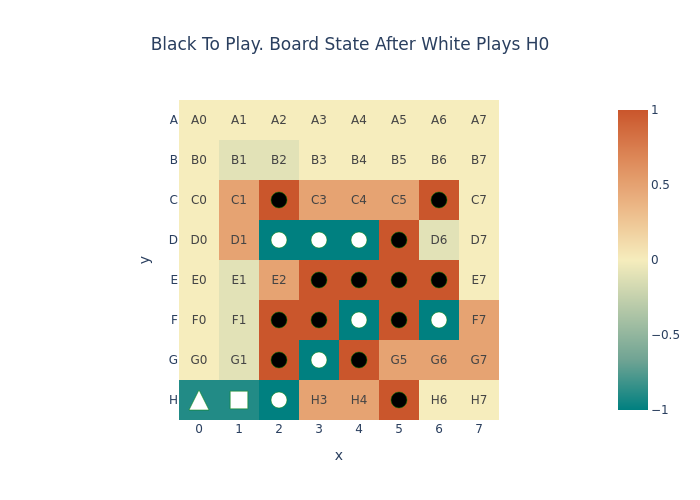 Black To Play. Board State After White Plays H0
A A0 A1 A2 A3 A4 A5 A6 A7
B B0 B1 B2 B3 B4 B5 B6 B7
C C0 C1 C3 C4 C5 C7
D D0 D1 D6 D7
E E0 E1 E2 E7
F F0 F1 F7
G G0 G1 G5 G6 G7
H H3 H4 H6 H7
0 1 2 3 4 5 6 7
x
y
1
0.5
0
−0.5
−1